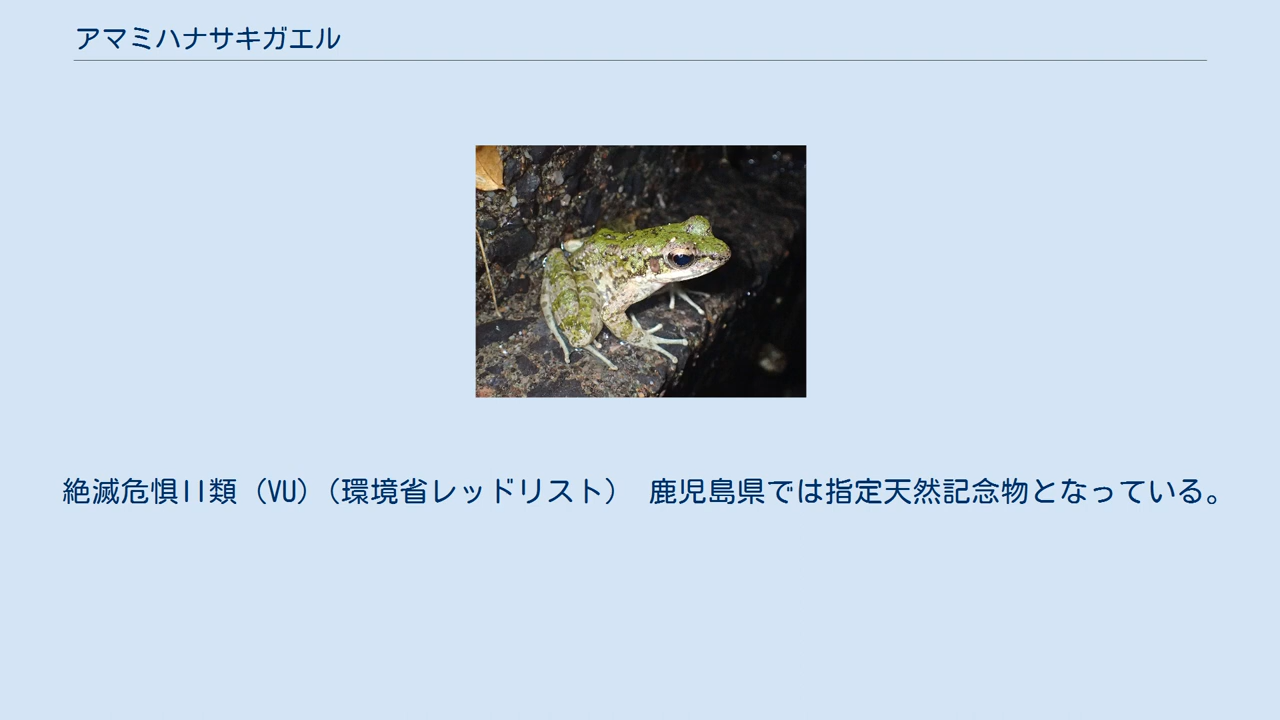 アマミハナサキガエル
絶滅危惧II類（VU）（環境省レッドリスト）　鹿児島県では指定天然記念物となっている。